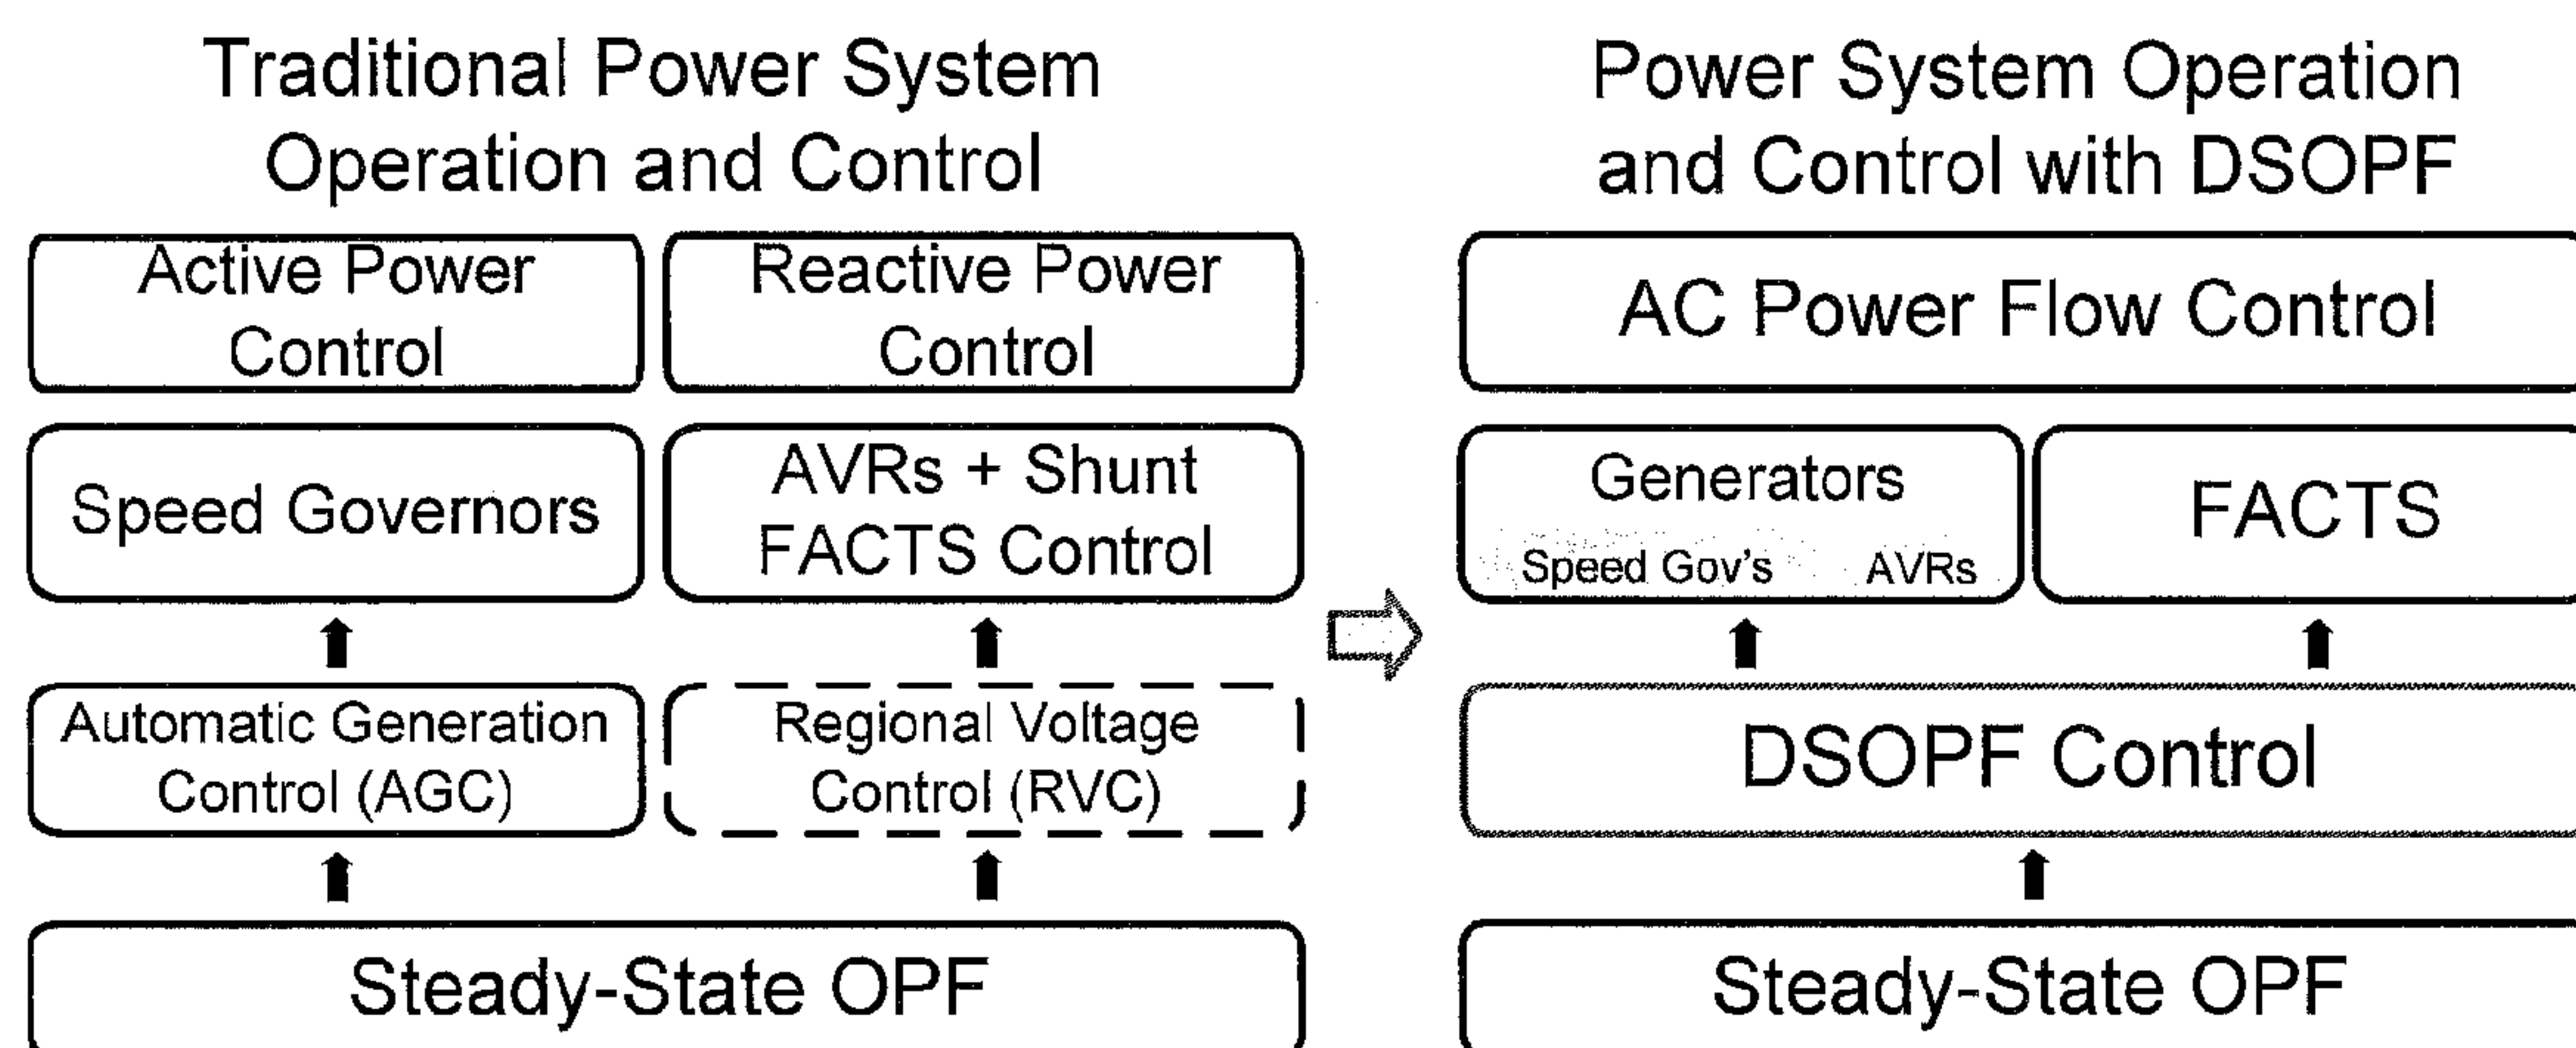 Traditional Power System
Operation and Control
Active Power
Control
Reactive Power
Control
Speed Governors
AVRs + Shunt
FACTS Control
Automatic Generation
Control (AGC)
Regional Voltage
Control (RVC)
Steady-State OPF
Power System Operation
and Control with DSOPF
AC Power Flow Control
Generators
Speed Gov's AVRs
FACTS
DSOPF Control
Steady-State OPF